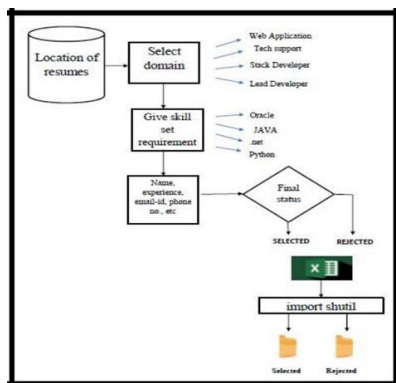 Location of
resumes
Select
domain
Web Application
Tech support
Stack Developer
Lead Developer
Give skill
set
requirement
Oracle
JAVA
.net
Python
Name,
experience,
email-id, phone
no., etc
Final
status
SELECTED
REJECTED
X
import shutil
Selected
Rejected